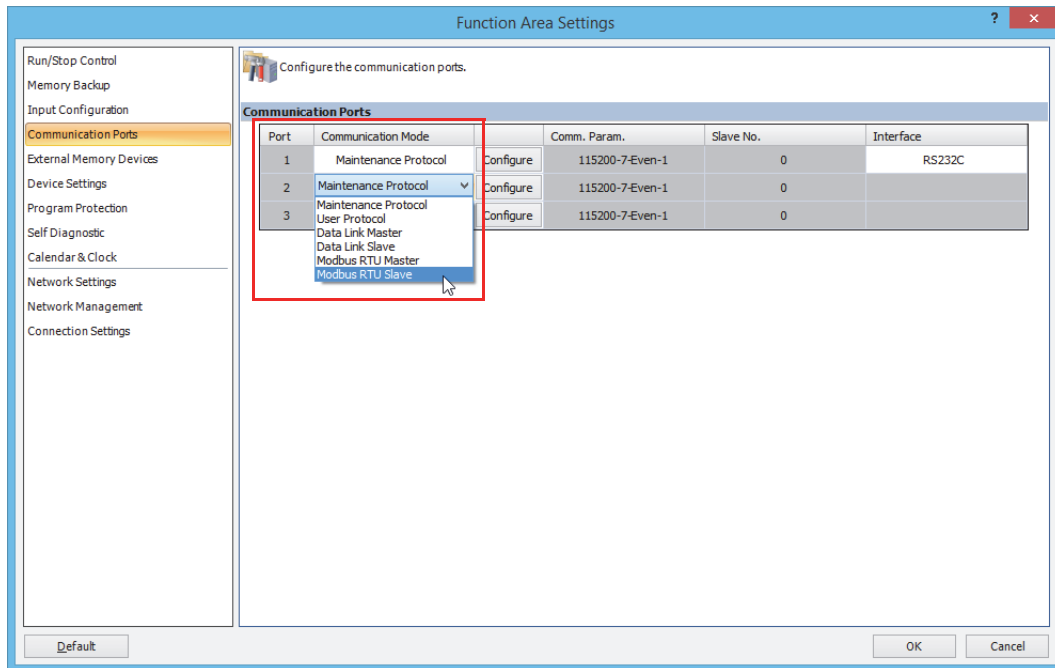 Function Area Settings
?
×
Run/Stop Control
Memory Backup
Input Configuration
Communication Ports
External Memory Devices
Device Settings
Program Protection
Self Diagnostic
Calendar & Clock
Network Settings
Network Management
Connection Settings
Configure the communication ports.
Communication Ports
Port Communication Mode Comm. Param. Slave No. Interface
1 Maintenance Protocol Configure 115200-7-Even-1 0 RS232C
2 Maintenance Protocol Configure 115200-7-Even-1 0
3 Configure 115200-7-Even-1 0
Maintenance Protocol
User Protocol
Data Link Master
Data Link Slave
Modbus RTU Master
Modbus RTU Slave
Default OK Cancel